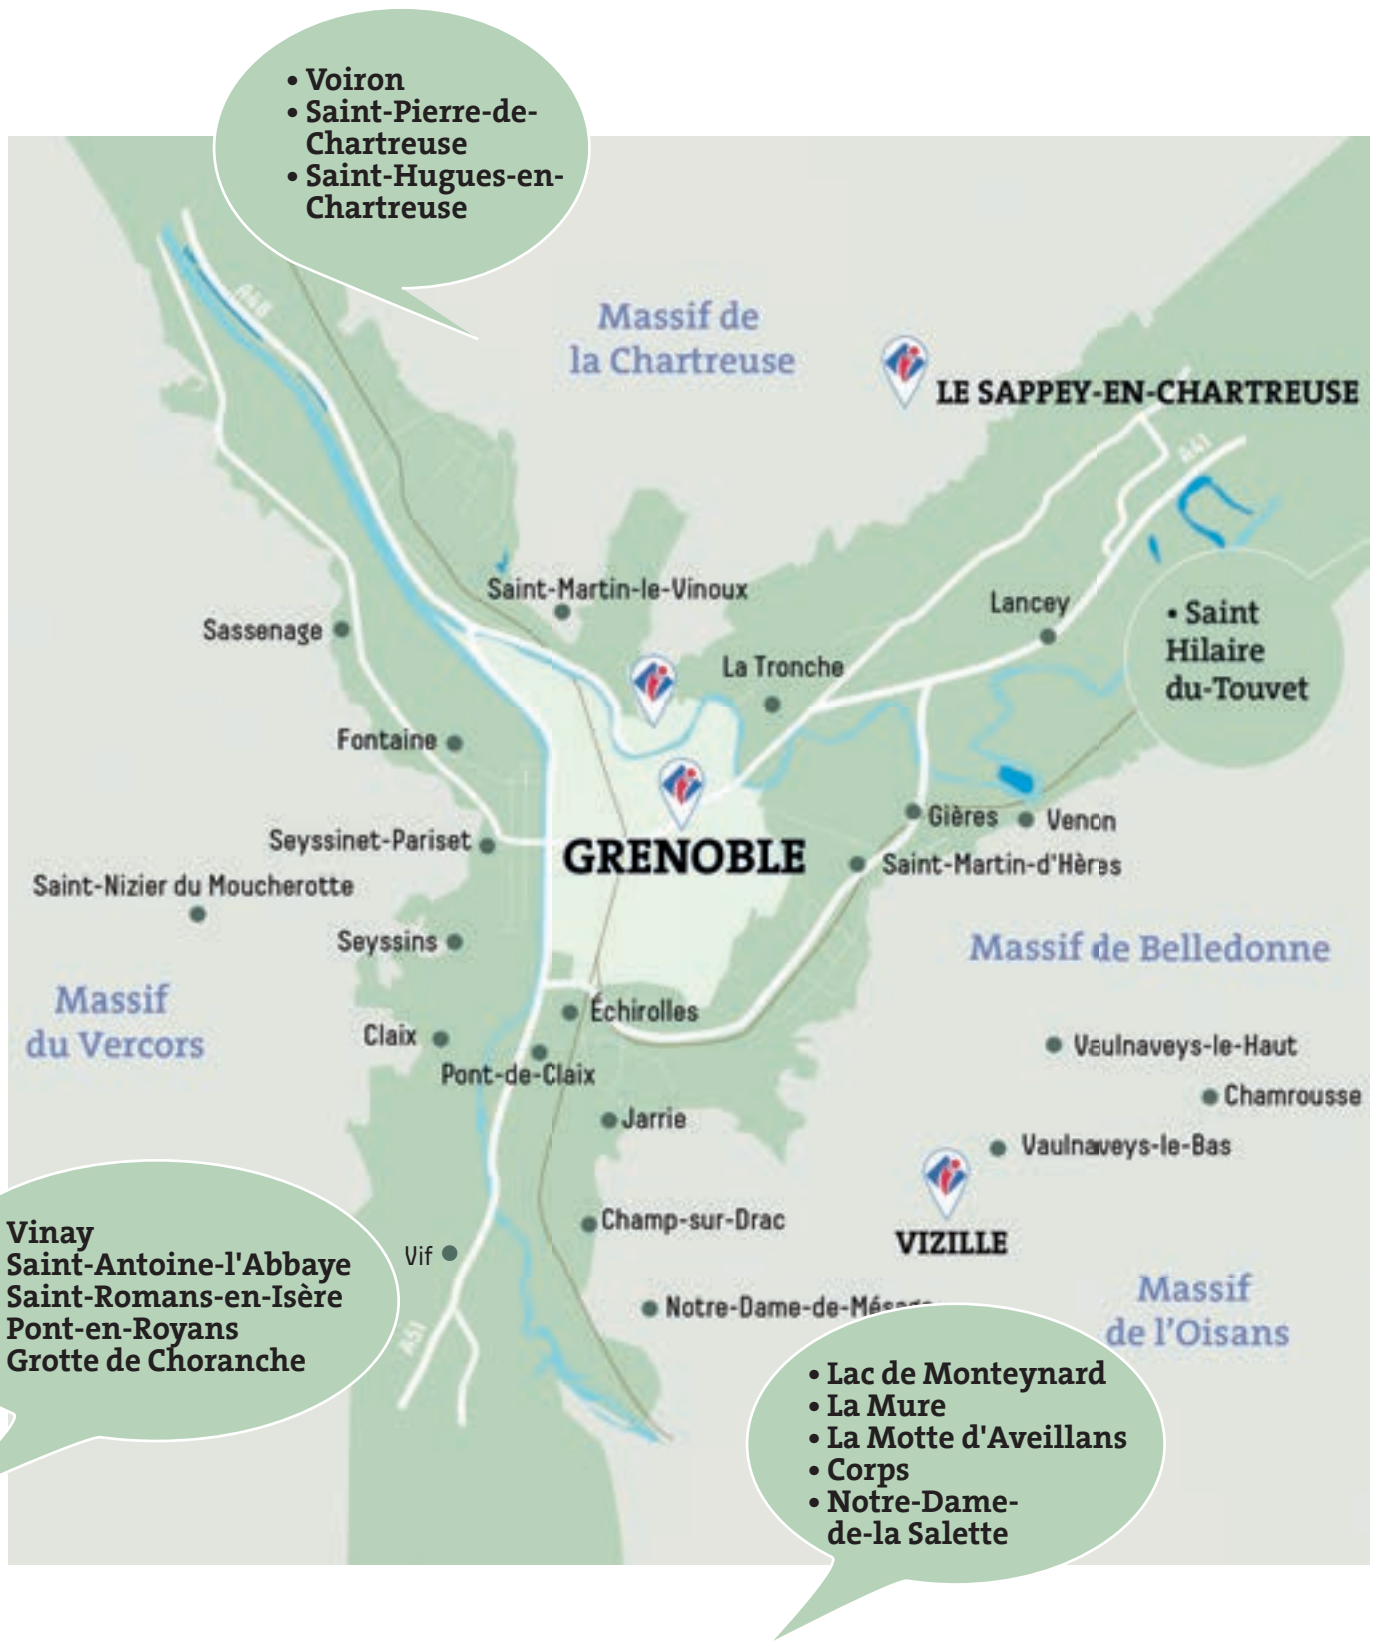 • Voiron
• Saint-Pierre-de-
Chartreuse
• Saint-Hugues-en-
Chartreuse
A48
Massif de
la Chartreuse
LE SAPPEY-EN-CHARTREUSE
A41
Saint-Martin-le-Vinoux
Lancey
• Saint
Hilaire
du-Touvet
Sassenage
La Tronche
Fontaine
Gières
Venon
Seyssinet-Pariset
GRENOBLE
Saint-Martin-d'Hères
Saint-Nizier du Moucherotte
Seyssins
Massif de Belledonne
Massif
du Vercors
Échirolles
Claix
Vaulnaveys-le-Haut
Pont-de-Claix
Chamrousse
Jarrie
Vaulnaveys-le-Bas
Champ-sur-Drac
VIZILLE
Vif
Vinay
Saint-Antoine-l'Abbaye
Saint-Romans-en-Isère
Pont-en-Royans
Grotte de Choranche
Massif
de l'Oisans
Notre-Dame-de-Mésage
A51
• Lac de Monteynard
• La Mure
• La Motte d'Aveillans
• Corps
• Notre-Dame-
de-la Salette